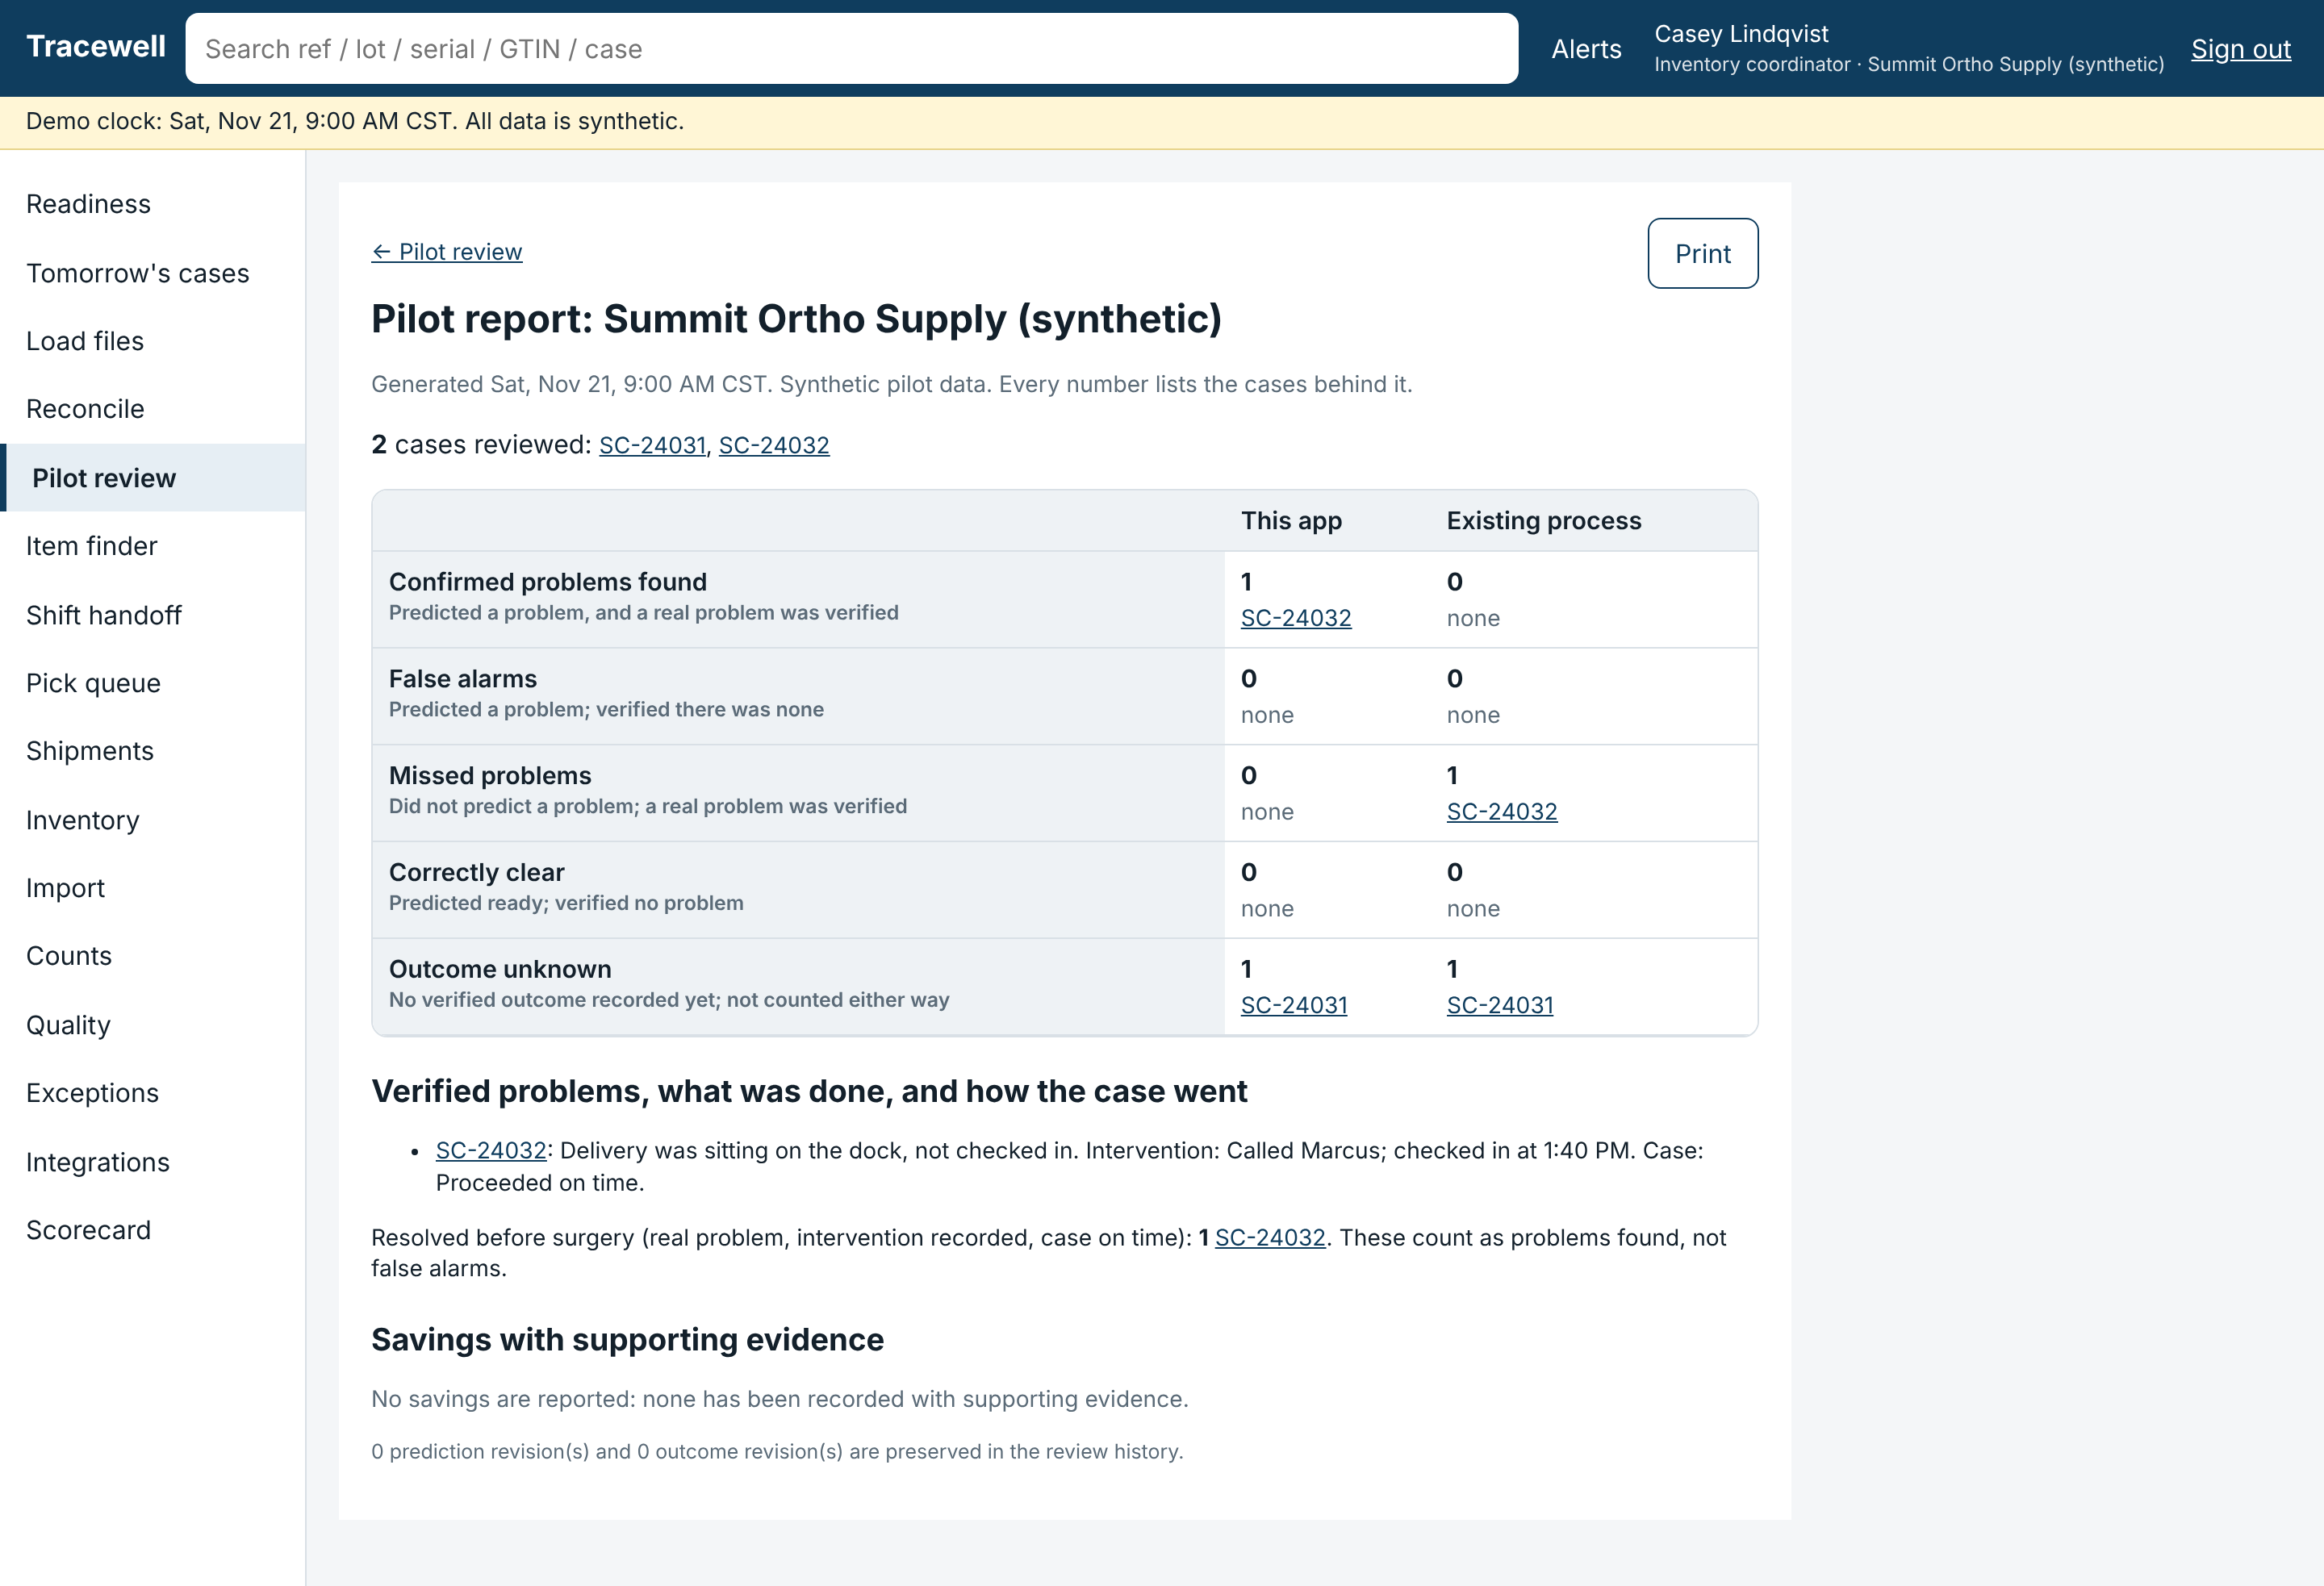 Tracewell
Search ref / lot / serial / GTIN / case
Alerts
Casey Lindqvist
Inventory coordinator · Summit Ortho Supply (synthetic)
Sign out
Demo clock: Sat, Nov 21, 9:00 AM CST. All data is synthetic.
Readiness
Tomorrow's cases
Load files
Reconcile
Pilot review
Item finder
Shift handoff
Pick queue
Shipments
Inventory
Import
Counts
Quality
Exceptions
Integrations
Scorecard
← Pilot review
Print
Pilot report: Summit Ortho Supply (synthetic)
Generated Sat, Nov 21, 9:00 AM CST. Synthetic pilot data. Every number lists the cases behind it.
2 cases reviewed: SC-24031, SC-24032
This app Existing process
Confirmed problems found 1 0
Predicted a problem, and a real problem was verified SC-24032 none
False alarms 0 0
Predicted a problem; verified there was none none none
Missed problems 0 1
Did not predict a problem; a real problem was verified none SC-24032
Correctly clear 0 0
Predicted ready; verified no problem none none
Outcome unknown 1 1
No verified outcome recorded yet; not counted either way SC-24031 SC-24031
Verified problems, what was done, and how the case went
• SC-24032: Delivery was sitting on the dock, not checked in. Intervention: Called Marcus; checked in at 1:40 PM. Case:
Proceeded on time.
Resolved before surgery (real problem, intervention recorded, case on time): 1 SC-24032. These count as problems found, not
false alarms.
Savings with supporting evidence
No savings are reported: none has been recorded with supporting evidence.
0 prediction revision(s) and 0 outcome revision(s) are preserved in the review history.